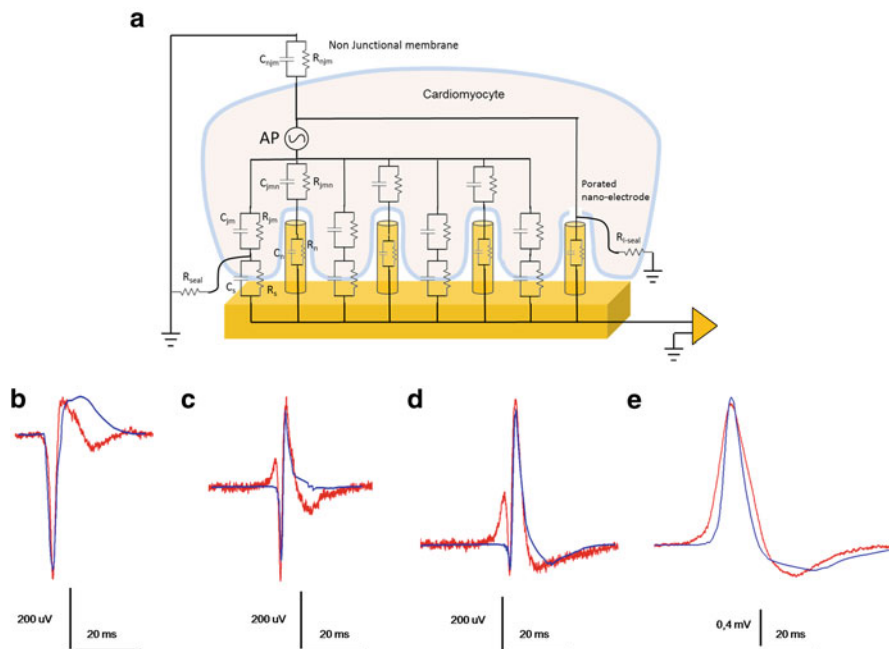 a
Non Junctional membrane
Cnjm
Rnjm
Cardiomyocyte
AP
Cjmn
Rjmn
Porated
nano-electrode
Cjm
Rjm
Ri-seal
Cn
Rn
Rseal
Cs
Rs
b
c
d
e
200 uV
20 ms
200 uV
20 ms
200 uV
20 ms
0,4 mV
20 ms